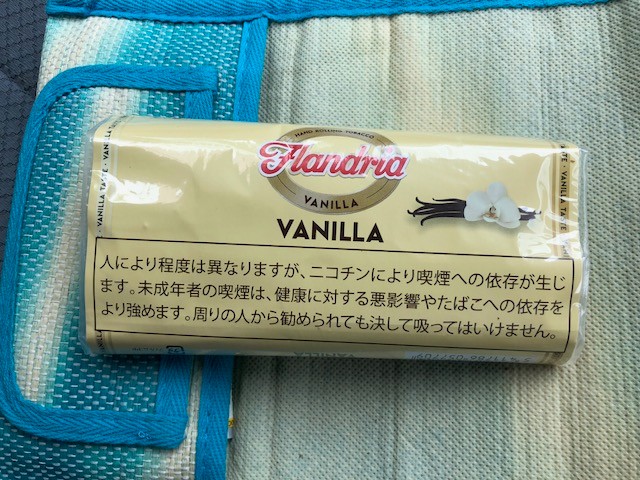 HAND ROLLING TOBACCO
Flandria
VANILLA
VANILLA
VANILLA TASTE · VANILLA
TE · VANILLA TASTE
人により程度は異なりますが、ニコチンにより喫煙への依存が生じ
ます。未成年者の喫煙は、健康に対する悪影響やたばこへの依存を
より強めます。周りの人から勧められても決して吸ってはいけません。
VANILLA